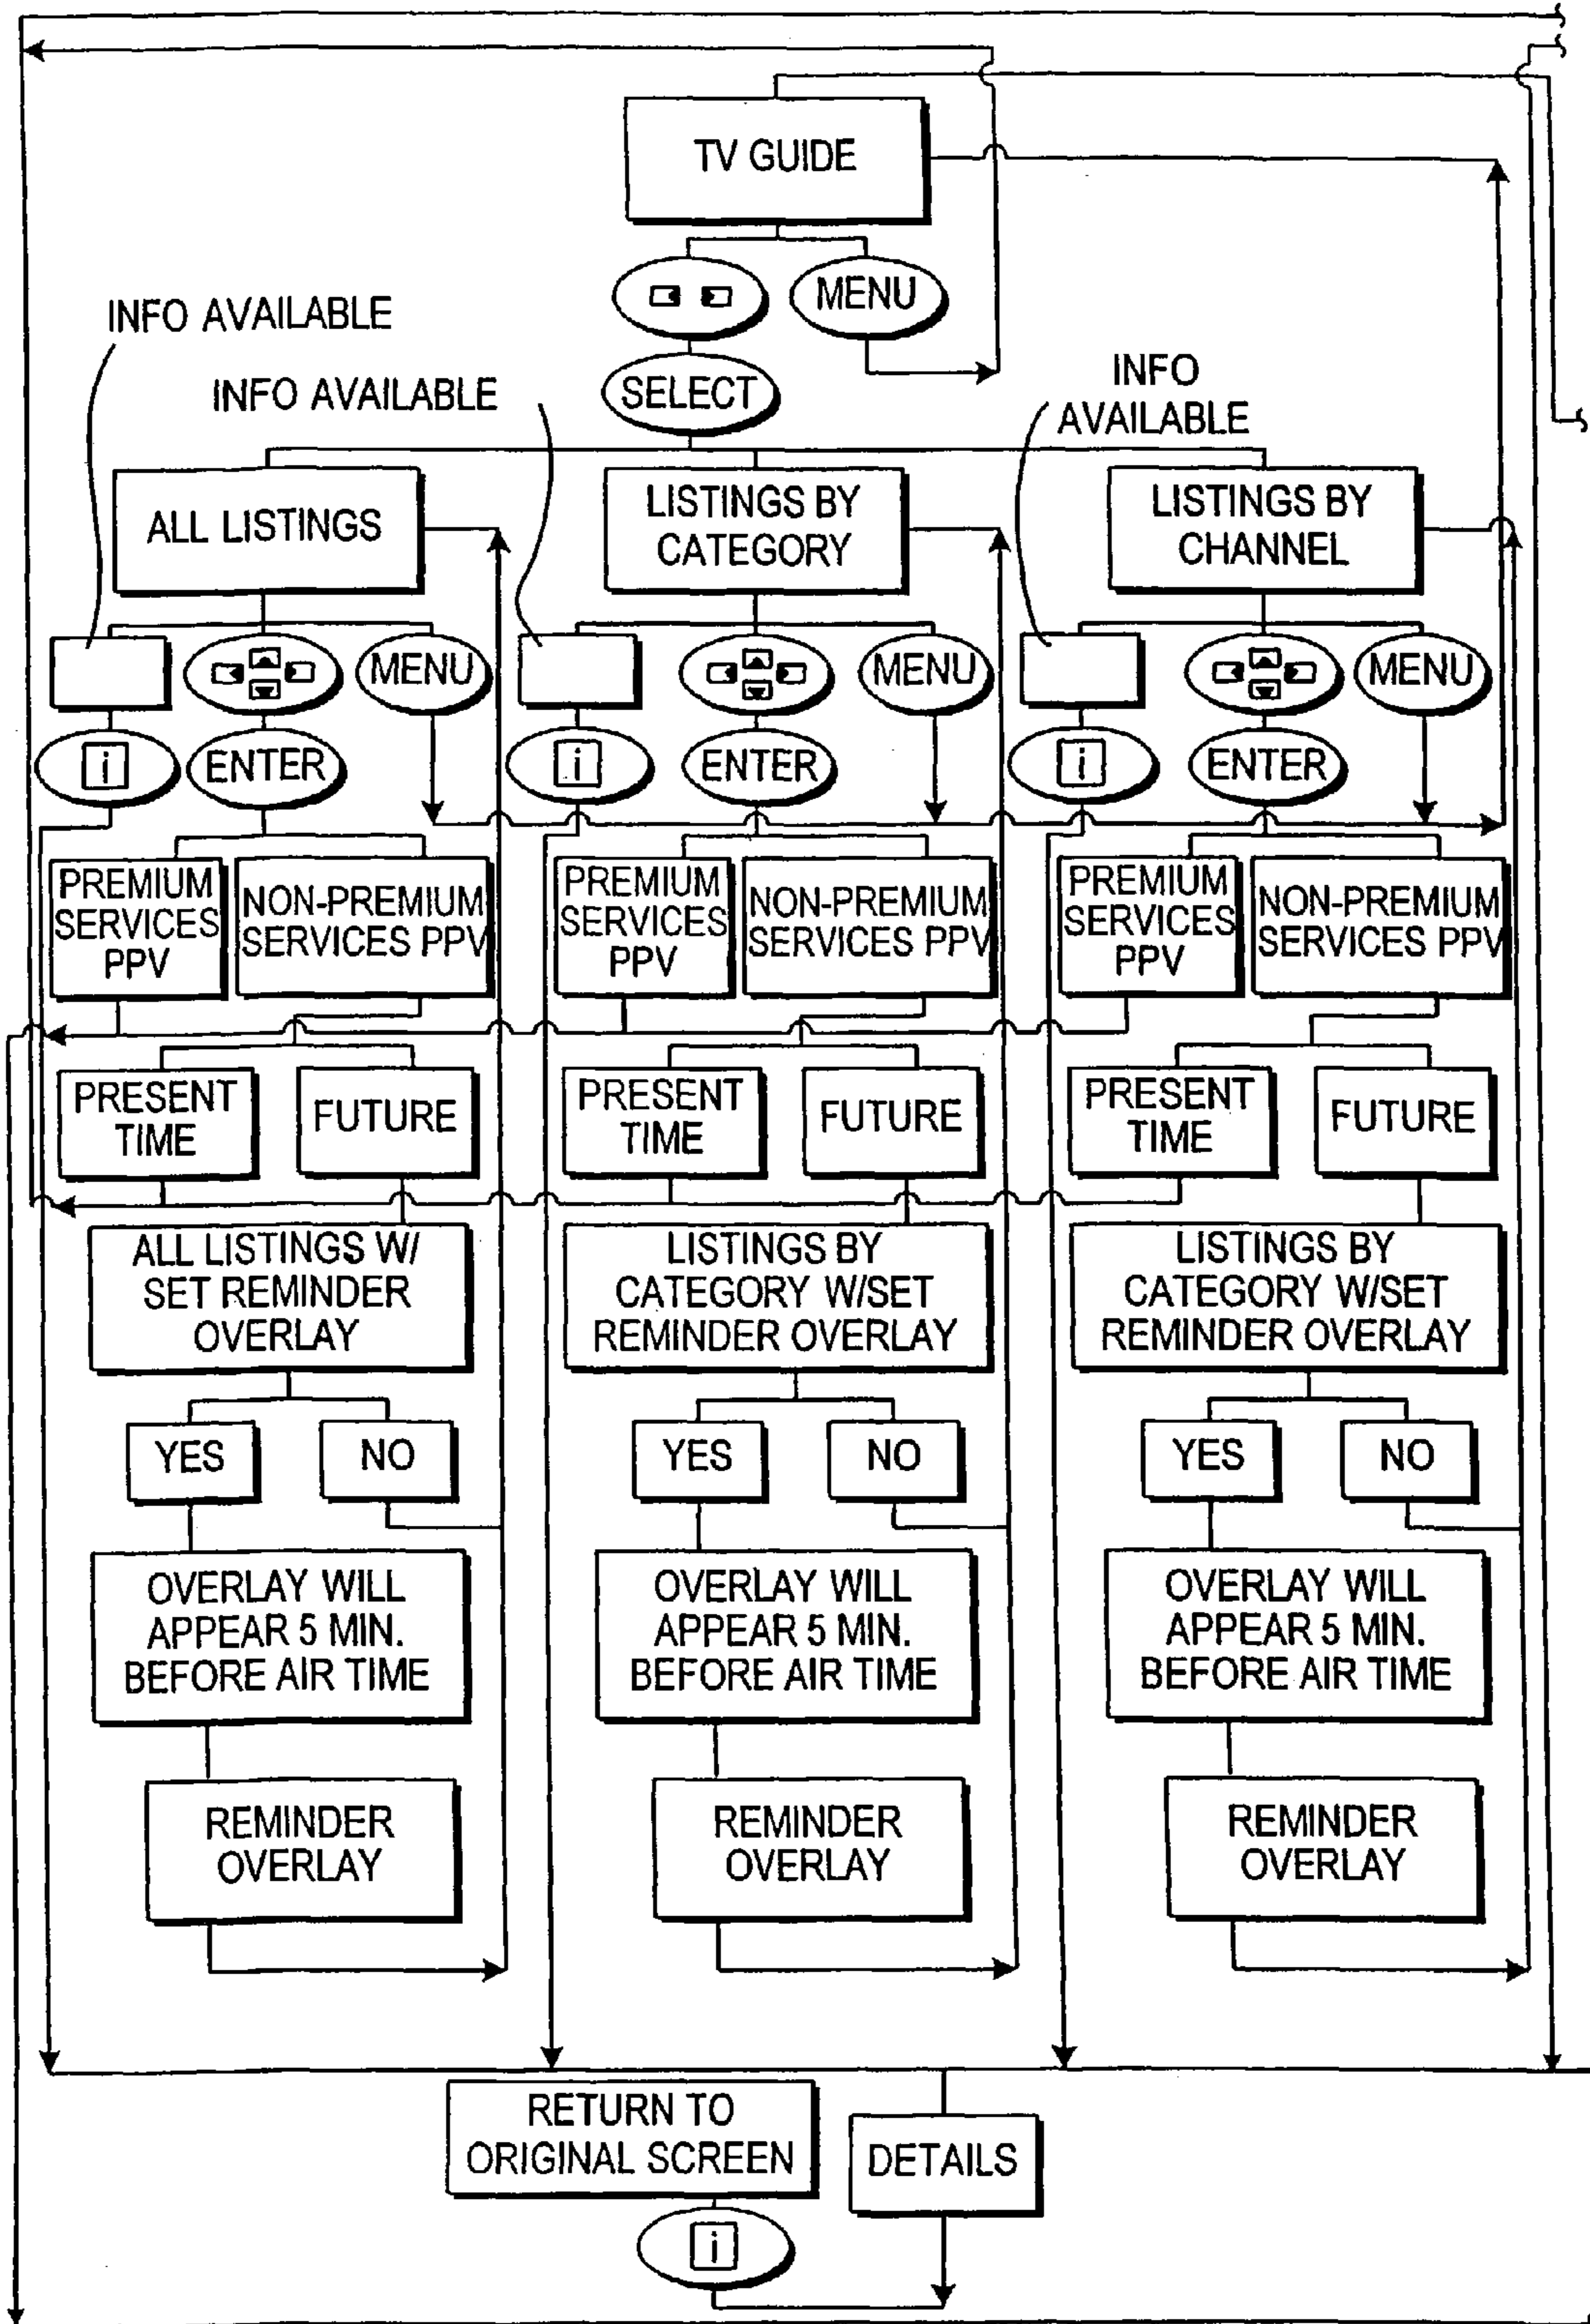 TV GUIDE
MENU
INFO AVAILABLE
INFO AVAILABLE
SELECT
INFO
AVAILABLE
ALL LISTINGS
LISTINGS BY
CATEGORY
LISTINGS BY
CHANNEL
MENU
MENU
MENU
i
ENTER
i
ENTER
i
ENTER
PREMIUM
SERVICES
PPV
NON-PREMIUM
SERVICES PPV
PREMIUM
SERVICES
PPV
NON-PREMIUM
SERVICES PPV
PREMIUM
SERVICES
PPV
NON-PREMIUM
SERVICES PPV
PRESENT
TIME
FUTURE
PRESENT
TIME
FUTURE
PRESENT
TIME
FUTURE
ALL LISTINGS W/
SET REMINDER
OVERLAY
LISTINGS BY
CATEGORY W/SET
REMINDER OVERLAY
LISTINGS BY
CATEGORY W/SET
REMINDER OVERLAY
YES
NO
YES
NO
YES
NO
OVERLAY WILL
APPEAR 5 MIN.
BEFORE AIR TIME
OVERLAY WILL
APPEAR 5 MIN.
BEFORE AIR TIME
OVERLAY WILL
APPEAR 5 MIN.
BEFORE AIR TIME
REMINDER
OVERLAY
REMINDER
OVERLAY
REMINDER
OVERLAY
RETURN TO
ORIGINAL SCREEN
DETAILS
i